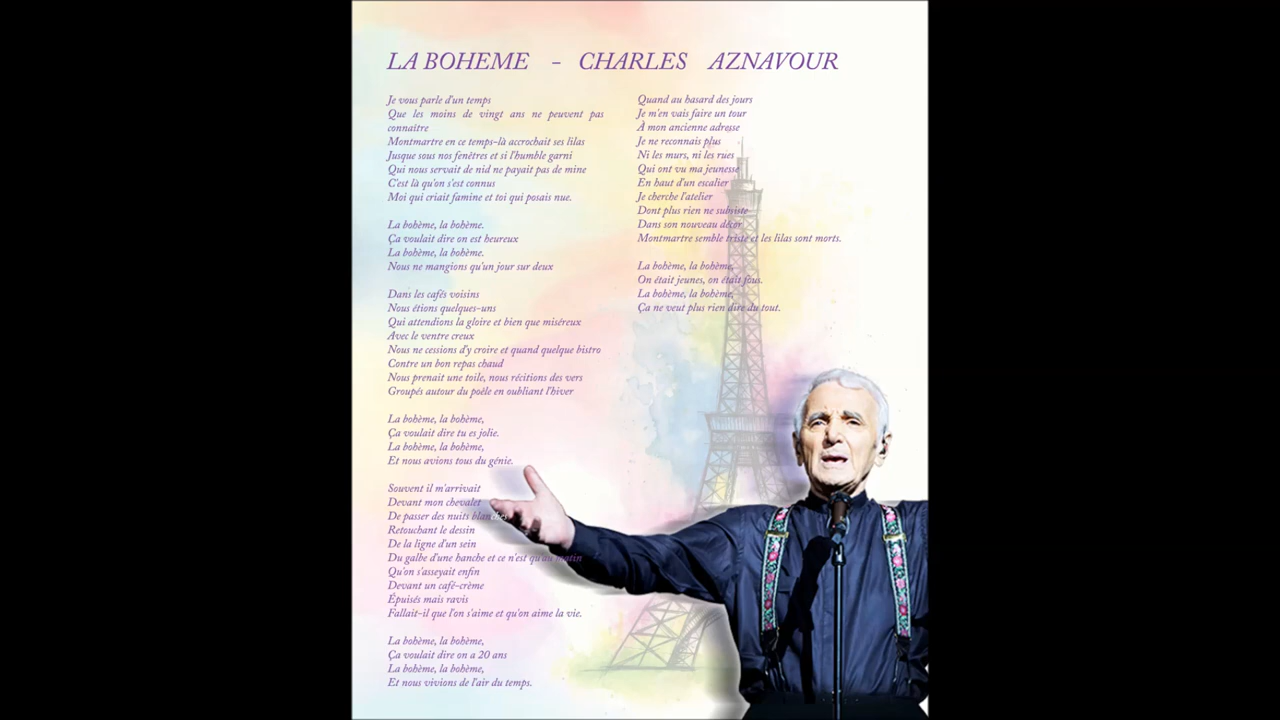 LA BOHEME - CHARLES AZNAVOUR
Je vous parle d'un temps
Que les moins de vingt ans ne peuvent pas
connaître
Montmartre en ce temps-là accrochait ses lilas
Jusque sous nos fenêtres et si l'humble garni
Qui nous servait de nid ne payait pas de mine
C'est là qu'on s'est connus
Moi qui criait famine et toi qui posais nue.
La bohème, la bohème.
Ça voulait dire on est heureux
La bohème, la bohème.
Nous ne mangions qu'un jour sur deux
Dans les cafés voisins
Nous étions quelques-uns
Qui attendions la gloire et bien que miséreux
Avec le ventre creux
Nous ne cessions d'y croire et quand quelque bistro
Contre un bon repas chaud
Nous prenait une toile, nous récitions des vers
Groupés autour du poèle en oubliant l'hiver
La bohème, la bohème,
Ça voulait dire tu es jolie.
La bohème, la bohème,
Et nous avions tous du génie.
Souvent il m'arrivait
Devant mon chevalet
De passer des nuits blanches
Retouchant le dessin
De la ligne d'un sein
Du galbe d'une hanche et ce n'est qu'au matin
Qu'on s'asseyait enfin
Devant un café-crème
Épuisés mais ravis
Fallait-il que l'on s'aime et qu'on aime la vie.
La bohème, la bohème,
Ça voulait dire on a 20 ans
La bohème, la bohème,
Et nous vivions de l'air du temps.
Quand au hasard des jours
Je m'en vais faire un tour
À mon ancienne adresse
Je ne reconnais plus
Ni les murs, ni les rues
Qui ont vu ma jeunesse
En haut d'un escalier
Je cherche l'atelier
Dont plus rien ne subsiste
Dans son nouveau décor
Montmartre semble triste et les lilas sont morts.
La bohème, la bohème,
On était jeunes, on était fous.
La bohème, la bohème,
Ça ne veut plus rien dire du tout.